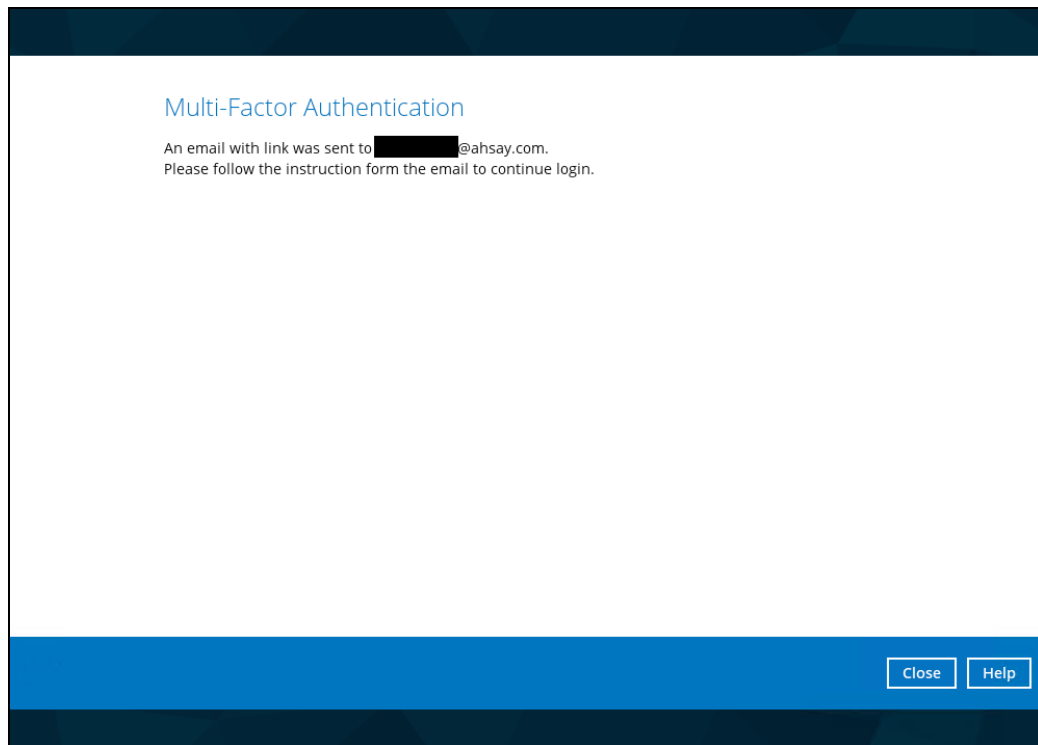 Multi-Factor Authentication
An email with link was sent to @ahsay.com.
Please follow the instruction form the email to continue login.
Close Help